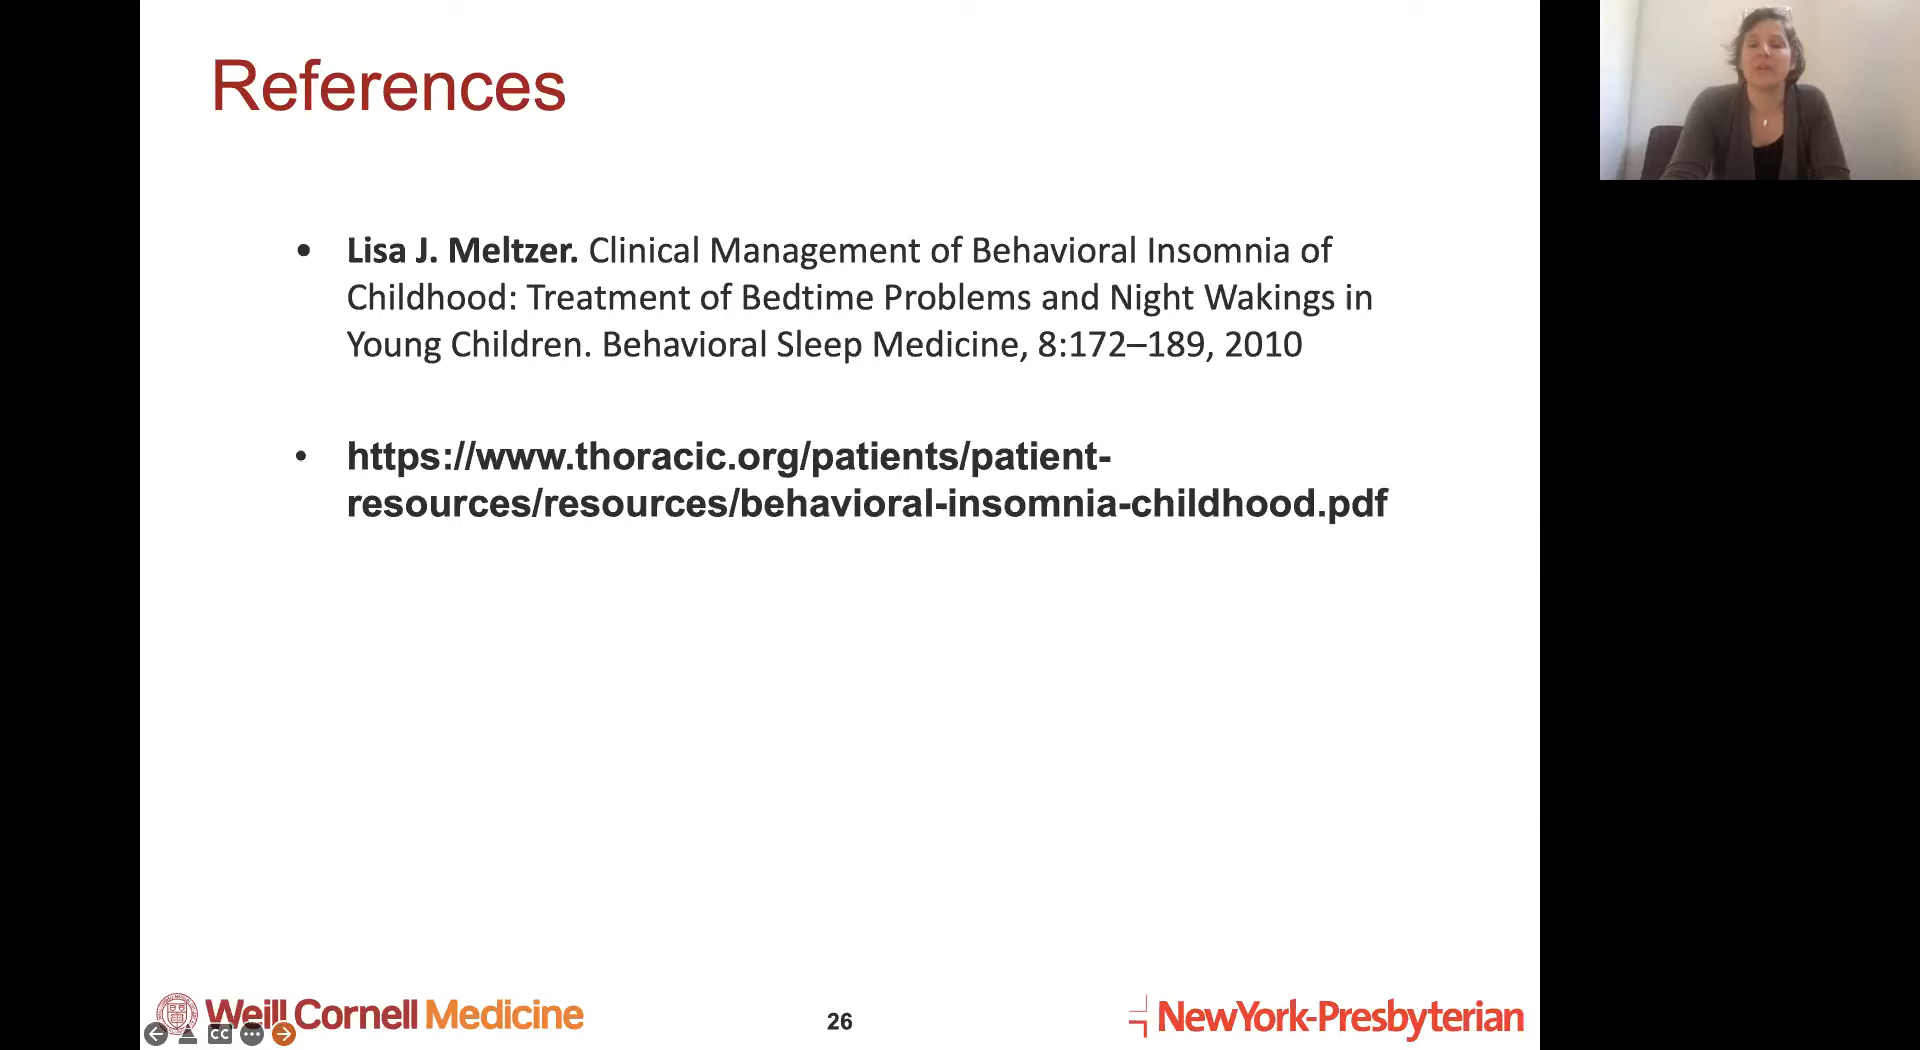 References
• Lisa J. Meltzer. Clinical Management of Behavioral Insomnia of
Childhood: Treatment of Bedtime Problems and Night Wakings in
Young Children. Behavioral Sleep Medicine, 8:172–189, 2010
• https://www.thoracic.org/patients/patient-
resources/resources/behavioral-insomnia-childhood.pdf
Weill Cornell Medicine
CC
26
NewYork-Presbyterian